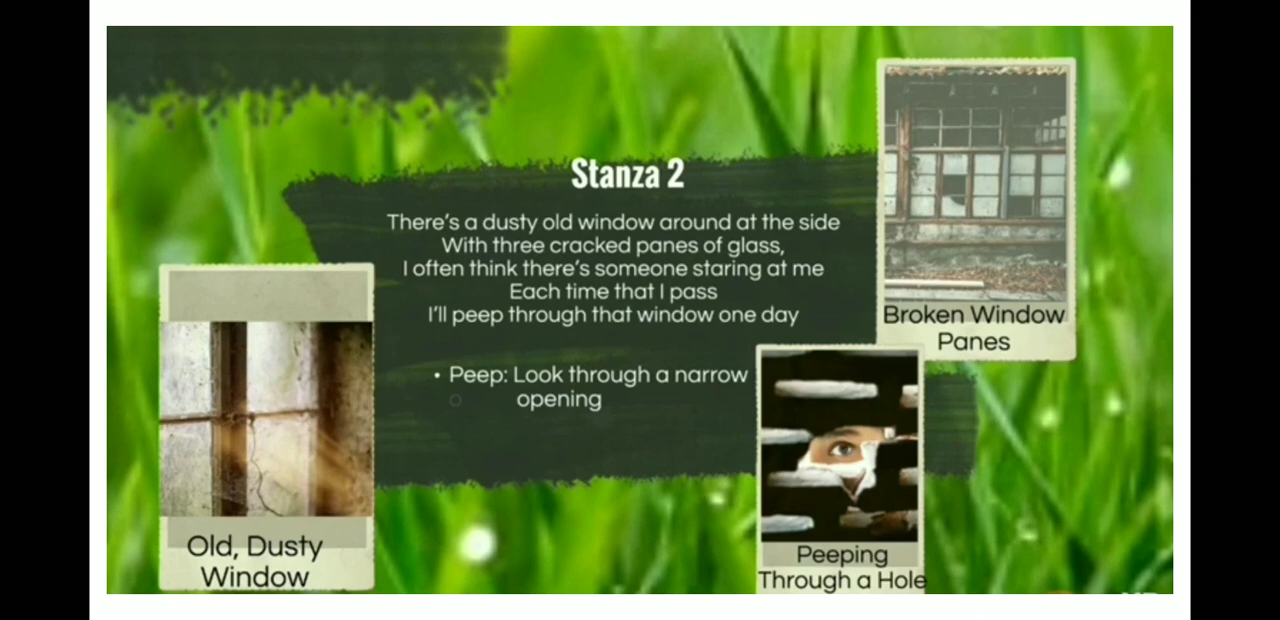 Stanza 2
There's a dusty old window around at the side
With three cracked panes of glass,
I often think there's someone staring at me
Each time that I pass
I'll peep through that window one day
• Peep: Look through a narrow
opening
Broken Window
Panes
Old, Dusty
Window
Peeping
Through a Hole